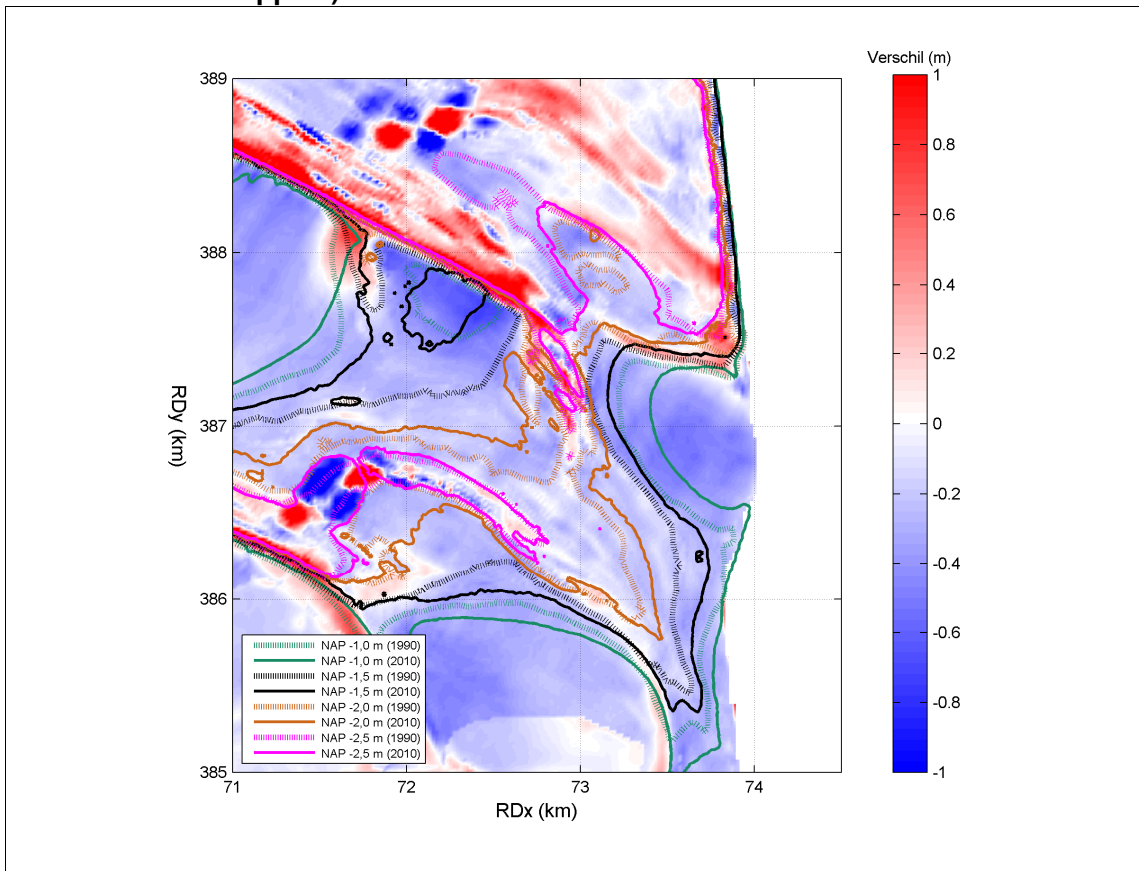 Verschil (m)
389
388
387
386
385
RDy (km)
71
72
73
74
RDx (km)
1
0.8
0.6
0.4
0.2
0
-0.2
-0.4
-0.6
-0.8
-1
NAP -1,0 m (1990)
NAP -1,0 m (2010)
NAP -1,5 m (1990)
NAP -1,5 m (2010)
NAP -2,0 m (1990)
NAP -2,0 m (2010)
NAP -2,5 m (1990)
NAP -2,5 m (2010)